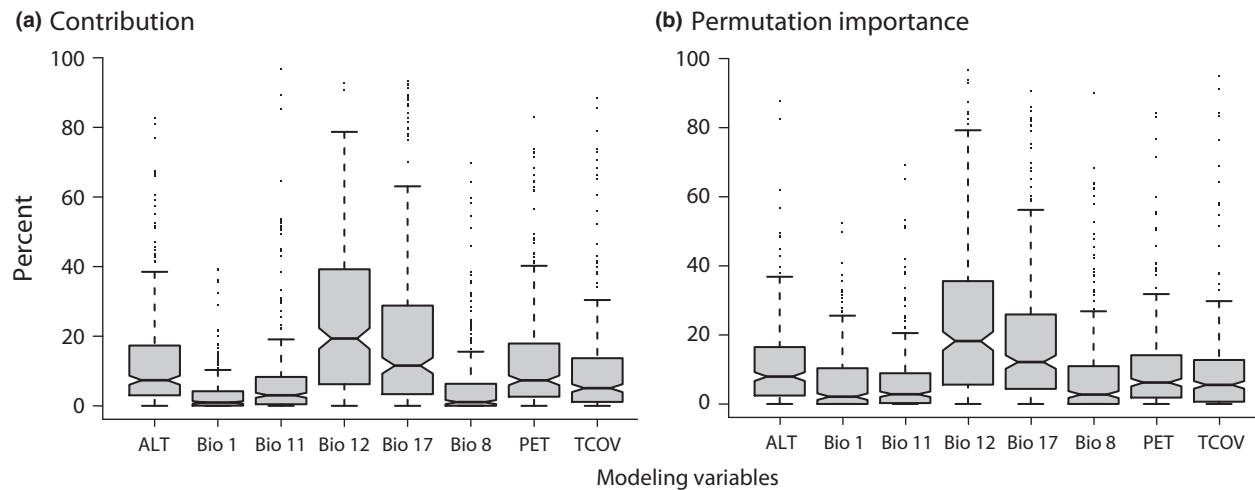 (a) Contribution
Percent
100
80
60
40
20
0
ALT Bio 1 Bio 11 Bio 12 Bio 17 Bio 8 PET TCOV
(b) Permutation importance
100
80
60
40
20
0
ALT Bio 1 Bio 11 Bio 12 Bio 17 Bio 8 PET TCOV
Modeling variables